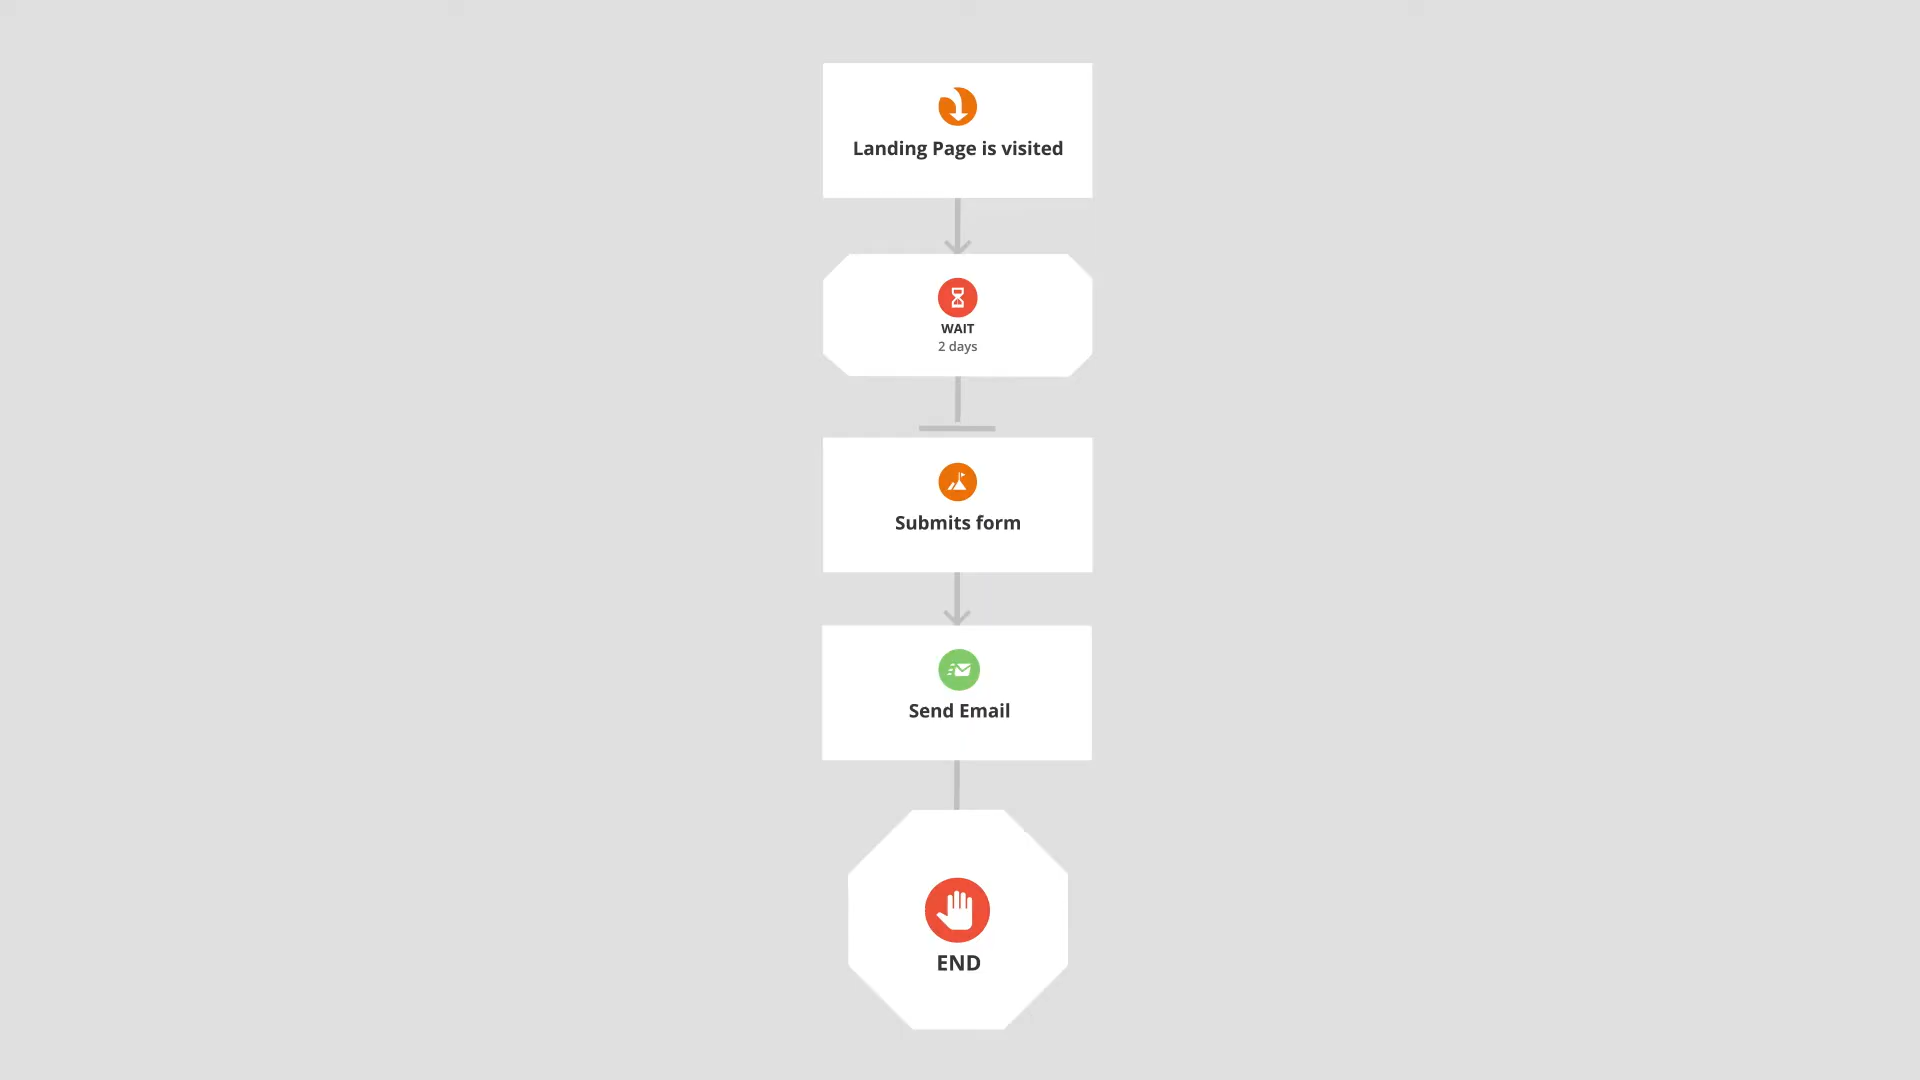 Landing Page is visited
WAIT
2 days
Submits form
Send Email
END